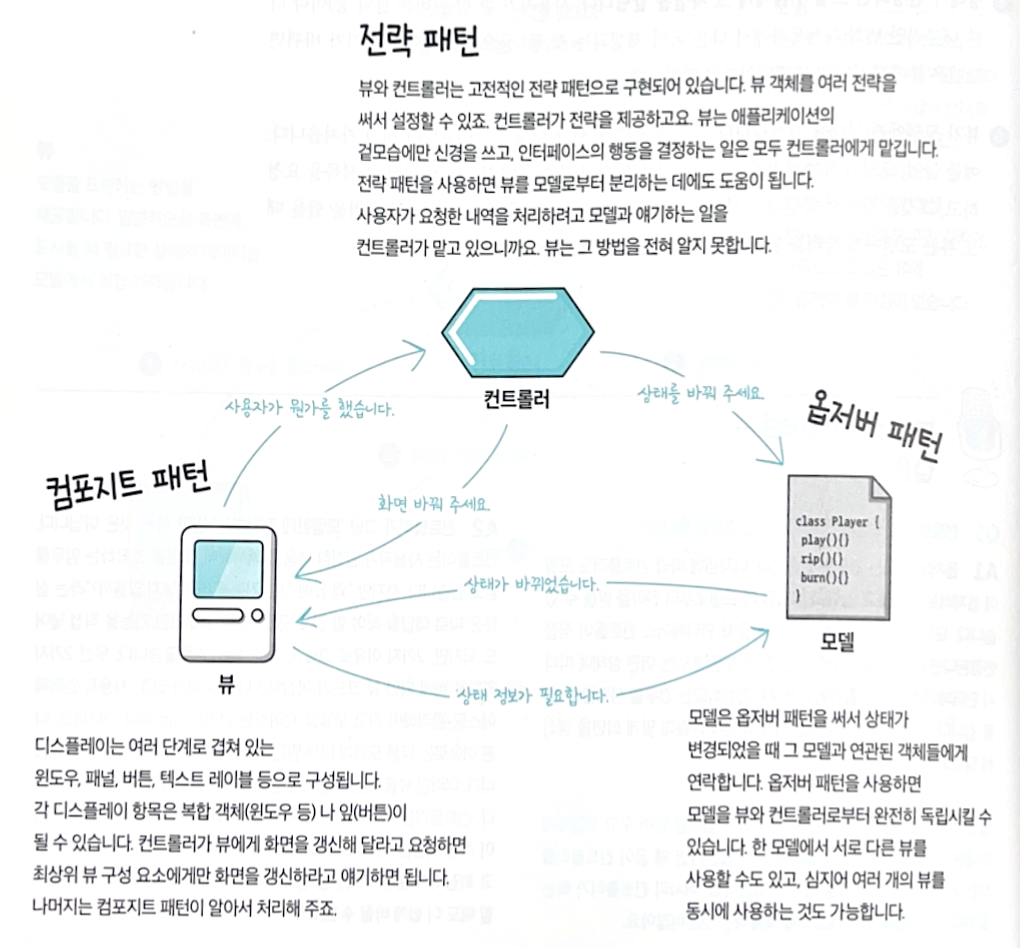 전략 패턴
뷰와 컨트롤러는 고전적인 전략 패턴으로 구현되어 있습니다. 뷰 객체를 여러 전략을
써서 설정할 수 있죠. 컨트롤러가 전략을 제공하고요. 뷰는 애플리케이션의
겉모습에만 신경을 쓰고, 인터페이스의 행동을 결정하는 일은 모두 컨트롤러에게 맡깁니다.
전략 패턴을 사용하면 뷰를 모델로부터 분리하는 데에도 도움이 됩니다.
사용자가 요청한 내역을 처리하려고 모델과 얘기하는 일을
컨트롤러가 맡고 있으니까요. 뷰는 그 방법을 전혀 알지 못합니다.
컨트롤러
사용자가 뭔가를 했습니다.
상태를 바꿔 주세요.
옵저버 패턴
컴포지트 패턴
화면 바꿔 주세요.
class Player {
play(){}
rip(){}
burn(){}
}
상태가 바뀌었습니다.
모델
뷰
상태 정보가 필요합니다.
디스플레이는 여러 단계로 겹쳐 있는
윈도우, 패널, 버튼, 텍스트 레이블 등으로 구성됩니다.
각 디스플레이 항목은 복합 객체(윈도우 등) 나 잎(버튼)이
될 수 있습니다. 컨트롤러가 뷰에게 화면을 갱신해 달라고 요청하면
최상위 뷰 구성 요소에게만 화면을 갱신하라고 얘기하면 됩니다.
나머지는 컴포지트 패턴이 알아서 처리해 주죠.
모델은 옵저버 패턴을 써서 상태가
변경되었을 때 그 모델과 연관된 객체들에게
연락합니다. 옵저버 패턴을 사용하면
모델을 뷰와 컨트롤러로부터 완전히 독립시킬 수
있습니다. 한 모델에서 서로 다른 뷰를
사용할 수도 있고, 심지어 여러 개의 뷰를
동시에 사용하는 것도 가능합니다.